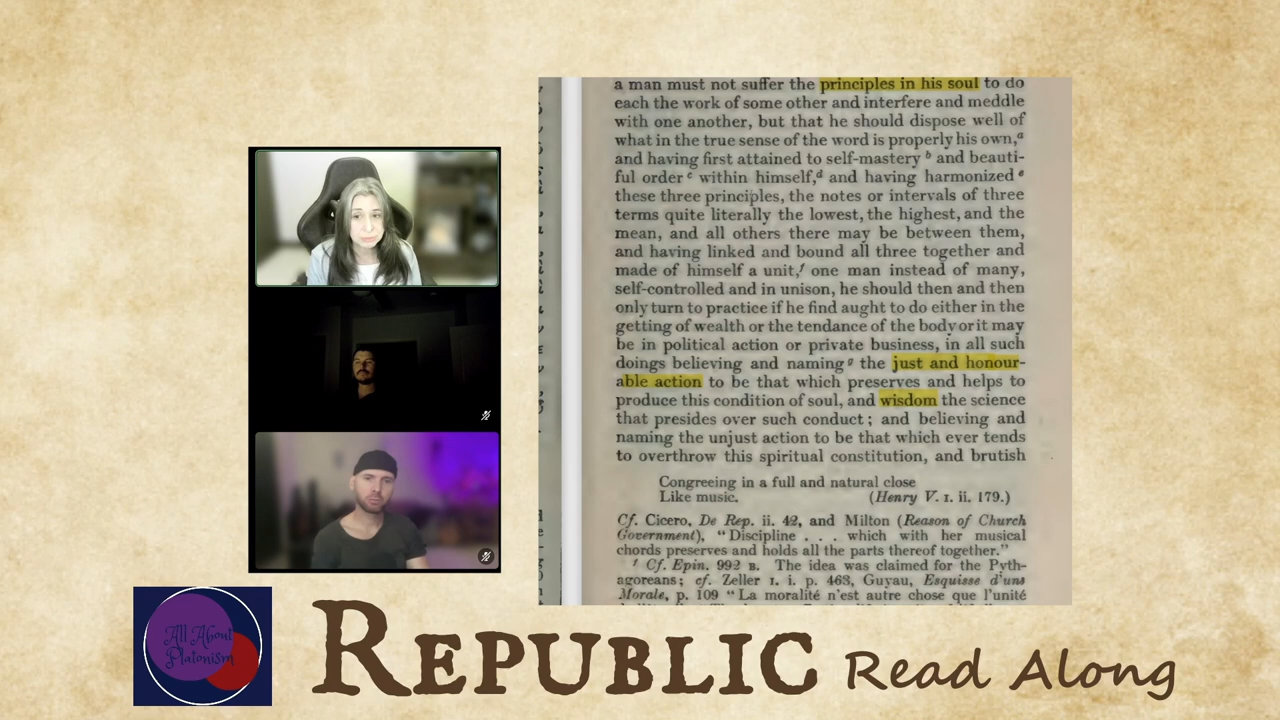 a man must not suffer the principles in his soul to do
each the work of some other and interfere and meddle
with one another, but that he should dispose well of
what in the true sense of the word is properly his own,ᵃ
and having first attained to self-mastery ᵇ and beauti-
ful order ᶜ within himself,ᵈ and having harmonized ᵉ
these three principles, the notes or intervals of three
terms quite literally the lowest, the highest, and the
mean, and all others there may be between them,
and having linked and bound all three together and
made of himself a unit,ᶠ one man instead of many,
self-controlled and in unison, he should then and then
only turn to practice if he find aught to do either in the
getting of wealth or the tendance of the body or it may
be in political action or private business, in all such
doings believing and naming ᵍ the just and honour-
able action to be that which preserves and helps to
produce this condition of soul, and wisdom the science
that presides over such conduct ; and believing and
naming the unjust action to be that which ever tends
to overthrow this spiritual constitution, and brutish
Congreeing in a full and natural close
Like music. (Henry V. I. ii. 179.)
Cf. Cicero, De Rep. ii. 42, and Milton (Reason of Church
Government), “ Discipline . . . which with her musical
chords preserves and holds all the parts thereof together.”
ᶠ Cf. Epin. 992 B. The idea was claimed for the Pyth-
agoreans ; cf. Zeller I. i. p. 463, Guyau, Esquisse d'une
Morale, p. 109 “ La moralité n'est autre chose que l'unité
All About
Platonism
REPUBLIC Read Along